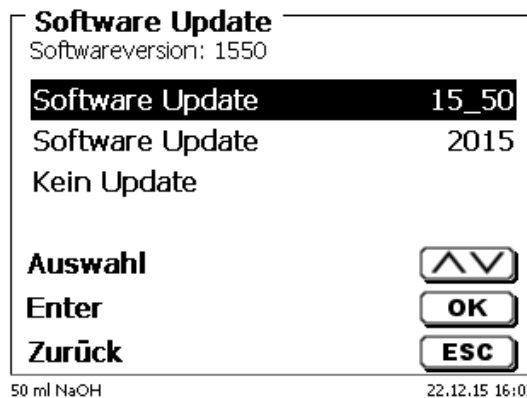 Software Update
Softwareversion: 1550
Software Update 15_50
Software Update 2015
Kein Update
Auswahl
Enter OK
Zurück ESC
50 ml NaOH 22.12.15 16:0